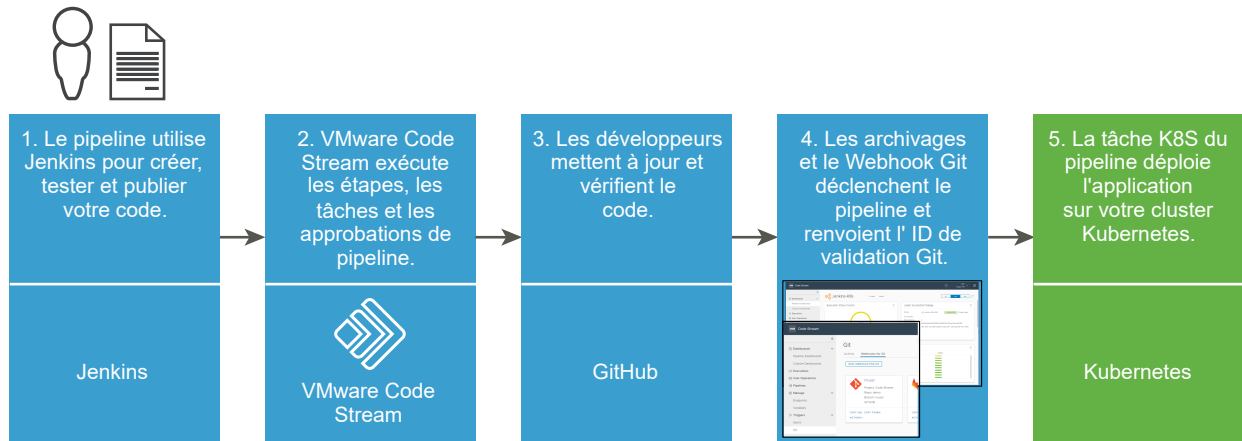 1. Le pipeline utilise
Jenkins pour créer,
tester et publier
votre code.
2. VMware Code
Stream exécute
les étapes, les
tâches et les
approbations de
pipeline.
3. Les développeurs
mettent à jour et
vérifient le
code.
4. Les archivages
et le Webhook Git
déclenchent le
pipeline et
renvoient l' ID de
validation Git.
5. La tâche K8S du
pipeline déploie
l'application
sur votre cluster
Kubernetes.
Jenkins
VMware Code
Stream
GitHub
Code Stream
Git
Kubernetes